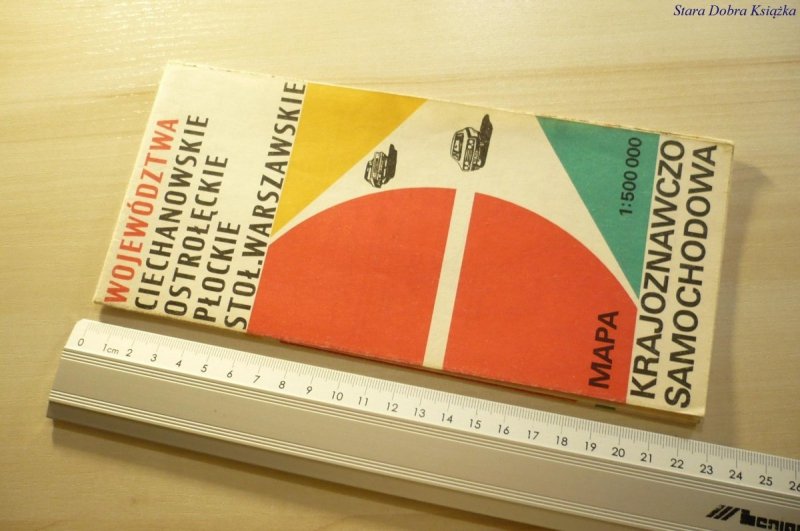 Stara Dobra Książka
WOJEWÓDZTWA
CIECHANOWSKIE
OSTROŁĘCKIE
PŁOCKIE
STOŁ.WARSZAWSKIE
1:500 000
MAPA
KRAJOZNAWCZO
SAMOCHODOWA
0 1cm 2 3 4 5 6 7 8 9 10 11 12 13 14 15 16 17 18 19 20 21 22 23 24 25 26